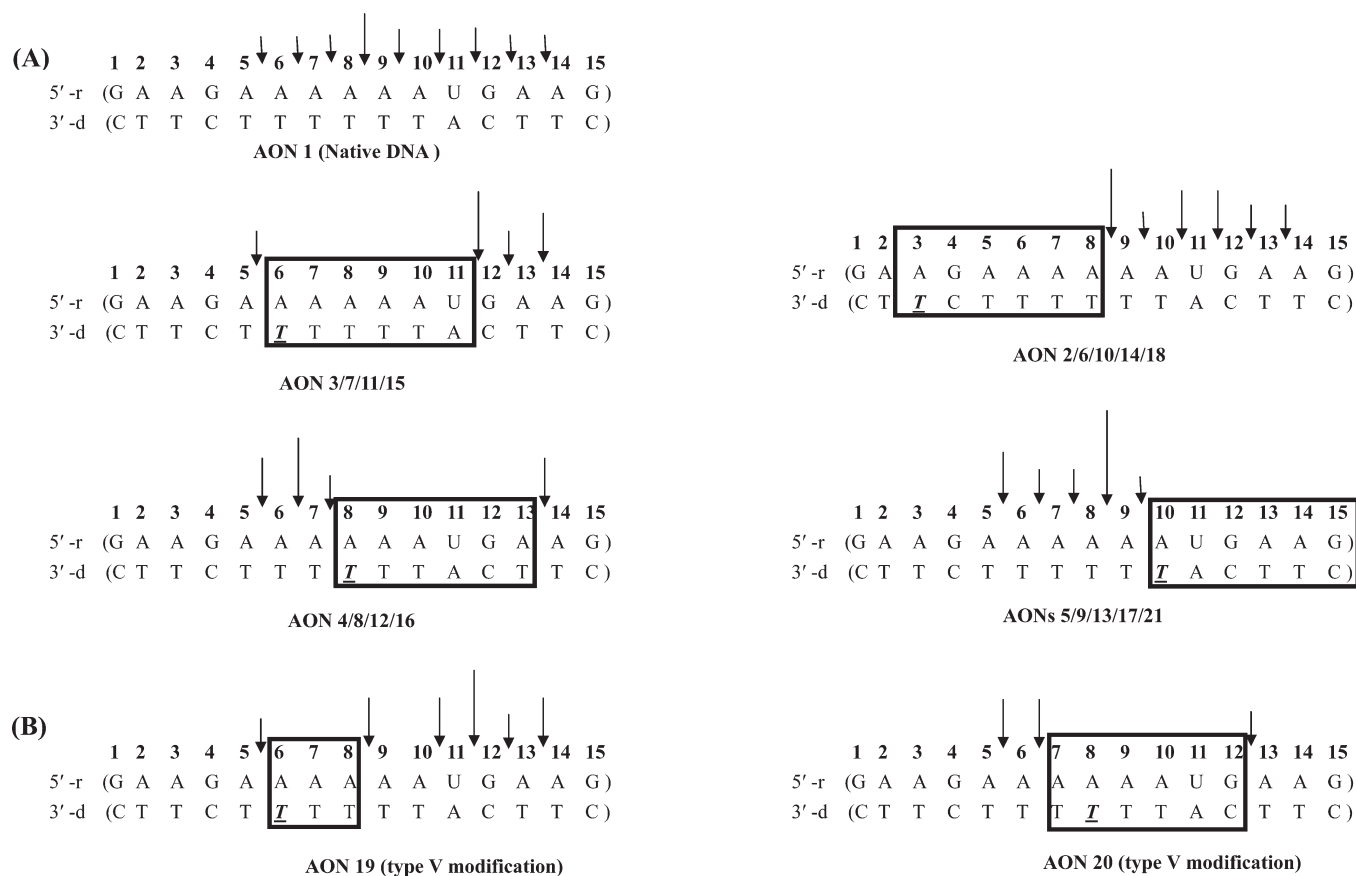 (A)
1 2 3 4 5 6 7 8 9 10 11 12 13 14 15
5′ -r (G A A G A A A A A A U G A A G)
3′ -d (C T T C T T T T T T A C T T C)
AON 1 (Native DNA )
1 2 3 4 5 6 7 8 9 10 11 12 13 14 15
5′ -r (G A A G A A A A A A U G A A G)
3′ -d (C T T C T T T T T T A C T T C)
AON 3/7/11/15
1 2 3 4 5 6 7 8 9 10 11 12 13 14 15
5′ -r (G A A G A A A A A A U G A A G)
3′ -d (C T T C T T T T T T A C T T C)
AON 2/6/10/14/18
1 2 3 4 5 6 7 8 9 10 11 12 13 14 15
5′ -r (G A A G A A A A A A U G A A G)
3′ -d (C T T C T T T T T T A C T T C)
AON 4/8/12/16
1 2 3 4 5 6 7 8 9 10 11 12 13 14 15
5′ -r (G A A G A A A A A A U G A A G)
3′ -d (C T T C T T T T T T A C T T C)
AONs 5/9/13/17/21
(B)
1 2 3 4 5 6 7 8 9 10 11 12 13 14 15
5′ -r (G A A G A A A A A A U G A A G)
3′ -d (C T T C T T T T T T A C T T C)
AON 19 (type V modification)
1 2 3 4 5 6 7 8 9 10 11 12 13 14 15
5′ -r (G A A G A A A A A A U G A A G)
3′ -d (C T T C T T T T T T A C T T C)
AON 20 (type V modification)